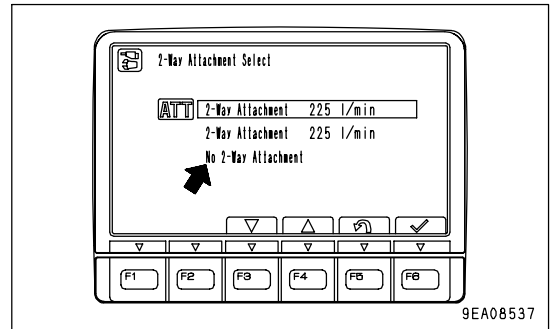 2-Way Attachment Select
ATT 2-Way Attachment 225 l/min
2-Way Attachment 225 l/min
No 2-Way Attachment
F1 F2 F3 F4 F5 F6
9EA08537